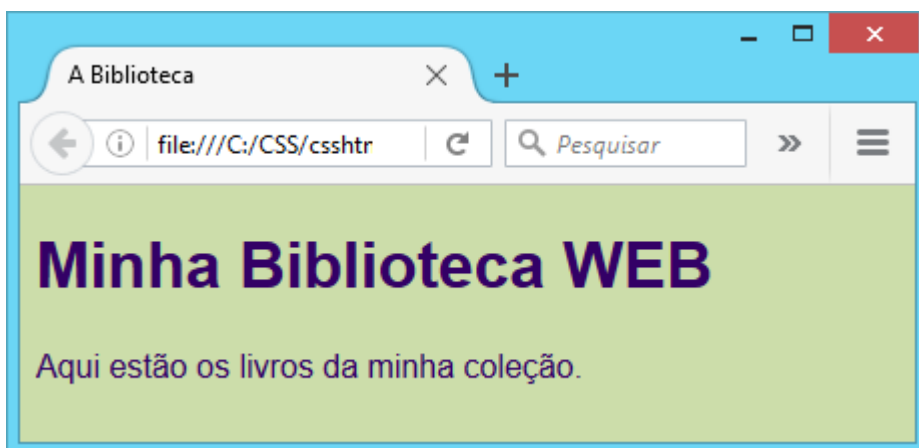 A Biblioteca
file:///C:/CSS/csshtr
Pesquisar
Minha Biblioteca WEB
Aqui estão os livros da minha coleção.